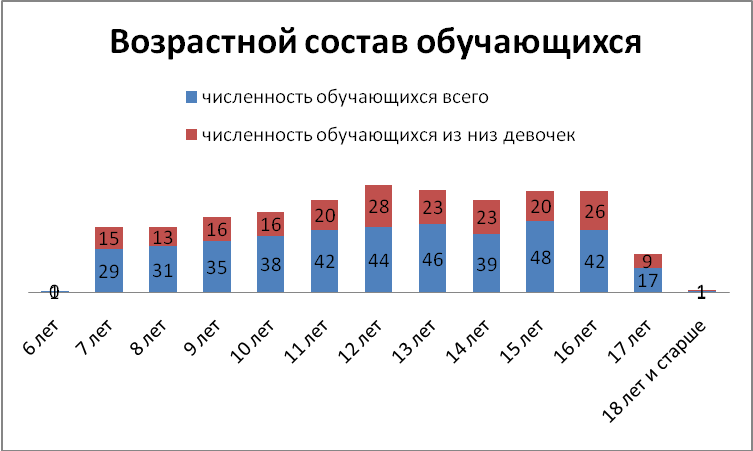 Возрастной состав обучающихся
численность обучающихся всего
численность обучающихся из низ девочек
15 13 16 16 20 28 23 23 20 26 9
29 31 35 38 42 44 46 39 48 42 17 1
6 лет 7 лет 8 лет 9 лет 10 лет 11 лет 12 лет 13 лет 14 лет 15 лет 16 лет 17 лет 18 лет и старше